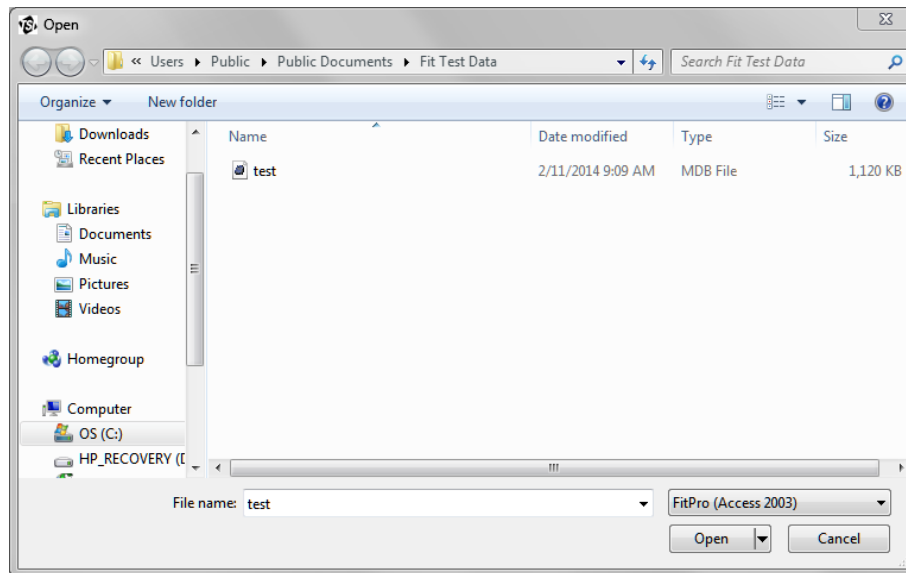 Open
« Users ▸ Public ▸ Public Documents ▸ Fit Test Data
Search Fit Test Data
Organize New folder
Name Date modified Type Size
Downloads
Recent Places
test 2/11/2014 9:09 AM MDB File 1,120 KB
Libraries
Documents
Music
Pictures
Videos
Homegroup
Computer
OS (C:)
HP_RECOVERY (D
File name: test FitPro (Access 2003)
Open Cancel